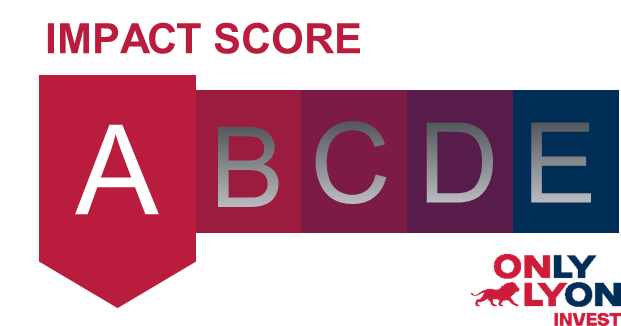 IMPACT SCORE
A B C D E
ONLY
LYON
INVEST